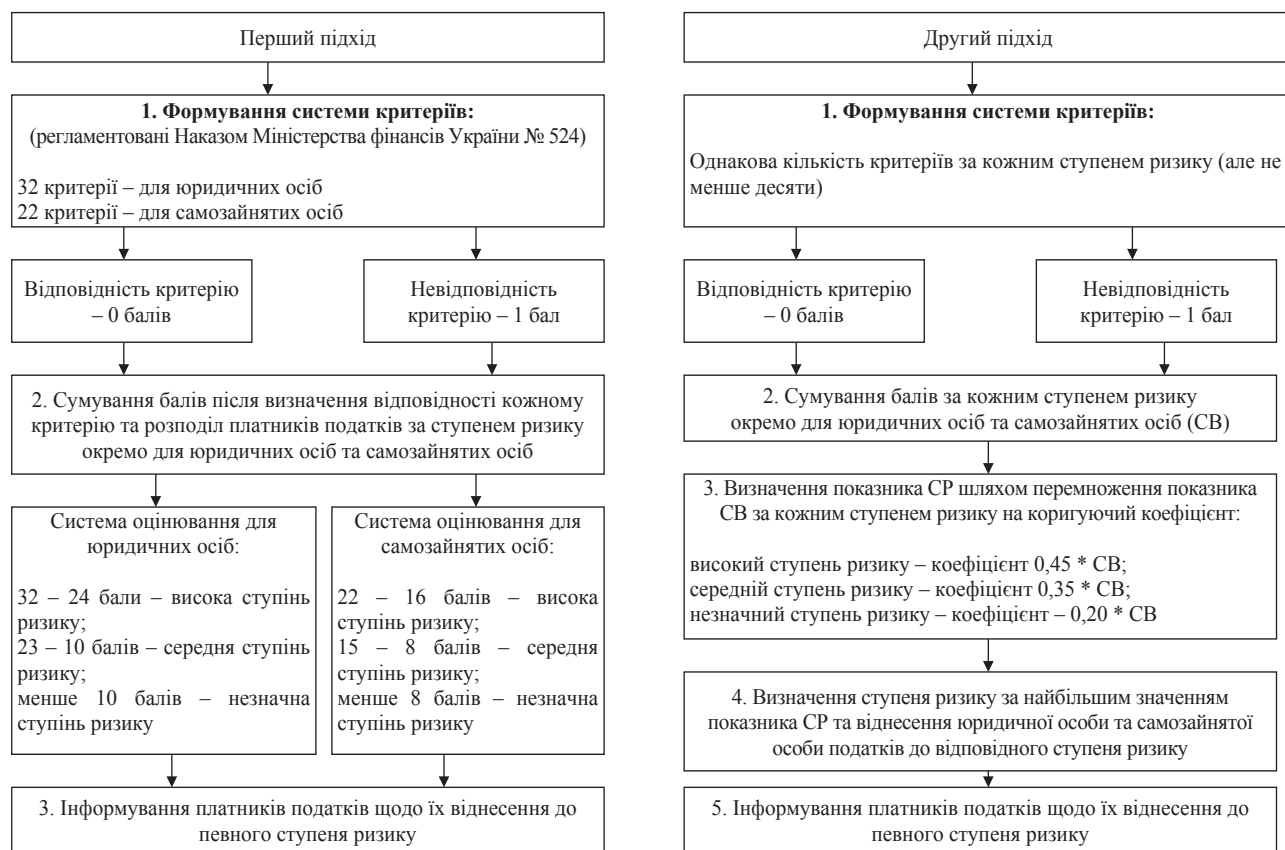 Перший підхід
1. Формування системи критеріїв:
(регламентовані Наказом Міністерства фінансів України № 524)
32 критерії – для юридичних осіб
22 критерії – для самозайнятих осіб
Відповідність критерію
– 0 балів
Невідповідність
критерію – 1 бал
2. Сумування балів після визначення відповідності кожному
критерію та розподіл платників податків за ступенем ризику
окремо для юридичних осіб та самозайнятих осіб
Система оцінювання для
юридичних осіб:
32 – 24 бали – висока ступінь
ризику;
23 – 10 балів – середня ступінь
ризику;
менше 10 балів – незначна
ступінь ризику
Система оцінювання для
самозайнятих осіб:
22 – 16 балів – висока
ступінь ризику;
15 – 8 балів – середня
ступінь ризику;
менше 8 балів – незначна
ступінь ризику
3. Інформування платників податків щодо їх віднесення до
певного ступеня ризику
Другий підхід
1. Формування системи критеріїв:
Однакова кількість критеріїв за кожним ступенем ризику (але не
менше десяти)
Відповідність критерію
– 0 балів
Невідповідність
критерію – 1 бал
2. Сумування балів за кожним ступенем ризику
окремо для юридичних осіб та самозайнятих осіб (СВ)
3. Визначення показника СР шляхом перемноження показника
СВ за кожним ступенем ризику на коригуючий коефіцієнт:
високий ступень ризику – коефіцієнт 0,45 * СВ;
середній ступень ризику – коефіцієнт 0,35 * СВ;
незначний ступень ризику – коефіцієнт – 0,20 * СВ
4. Визначення ступеня ризику за найбільшим значенням
показника СР та віднесення юридичної особи та самозайнятої
особи податків до відповідного ступеня ризику
5. Інформування платників податків щодо їх віднесення до
певного ступеня ризику